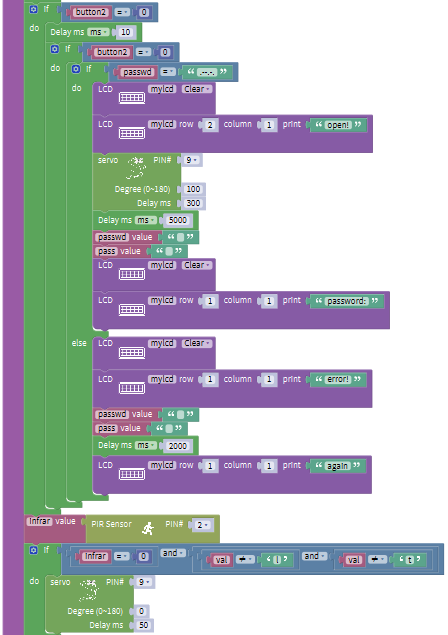 If button2 = 0
do Delay ms ms 10
If button2 = 0
do If passwd = “ .--.-. ”
do LCD mylcd Clear
LCD mylcd row 2 column 1 print “ open! ”
servo PIN# 9
Degree (0~180) 100
Delay ms 300
Delay ms ms 5000
passwd value “ ”
pass value “ ”
LCD mylcd Clear
LCD mylcd row 1 column 1 print “ password: ”
else LCD mylcd Clear
LCD mylcd row 1 column 1 print “ error! ”
passwd value “ ”
pass value “ ”
Delay ms ms 2000
LCD mylcd row 1 column 1 print “ again ”
Infrar value PIR Sensor PIN# 2
If Infrar = 0 and val ≠ “ l ” and val ≠ “ t ”
do servo PIN# 9
Degree (0~180) 0
Delay ms 50